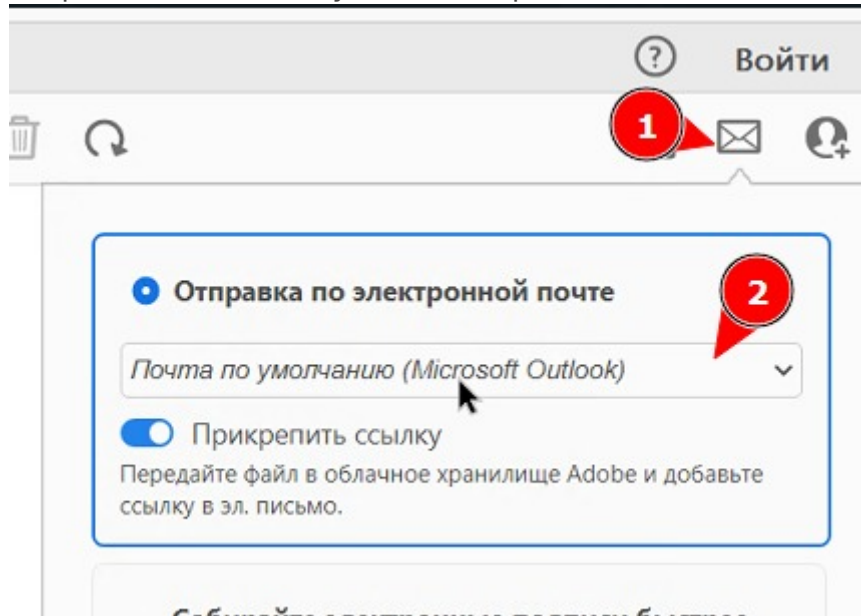 ?
Войти
1
Отправка по электронной почте
2
Почта по умолчанию (Microsoft Outlook)
Прикрепить ссылку
Передайте файл в облачное хранилище Adobe и добавьте
ссылку в эл. письмо.